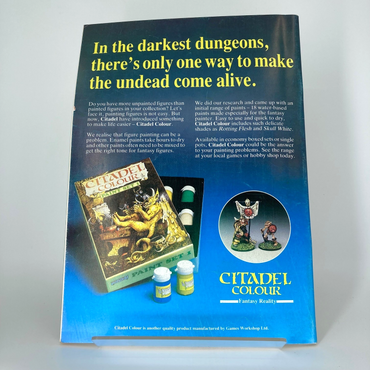 In the darkest dungeons,
there's only one way to make
the undead come alive.
Do you have more unpainted figures than
painted figures in your collection? Let's
face it, painting figures is not easy. But
now, Citadel have introduced something
to make life easier – Citadel Colour.
We realise that figure painting can be a
problem. Enamel paints take hours to dry
and other paints often need to be mixed to
get the right tone for fantasy figures.
We did our research and came up with an
initial range of paints – 18 water-based
paints made especially for the fantasy
painter. Easy to use and quick to dry.
Citadel Colour includes such delicate
shades as Rotting Flesh and Skull White.
Available in economy boxed sets or single
pots, Citadel Colour could be the answer
to your painting problems. See the range
at your local games or hobby shop today.
CITADEL
COLOUR
PAINT SET 1
PAINT SET
CITADEL
COLOUR
Fantasy Reality
Citadel Colour is another quality product manufactured by Games Workshop Ltd.